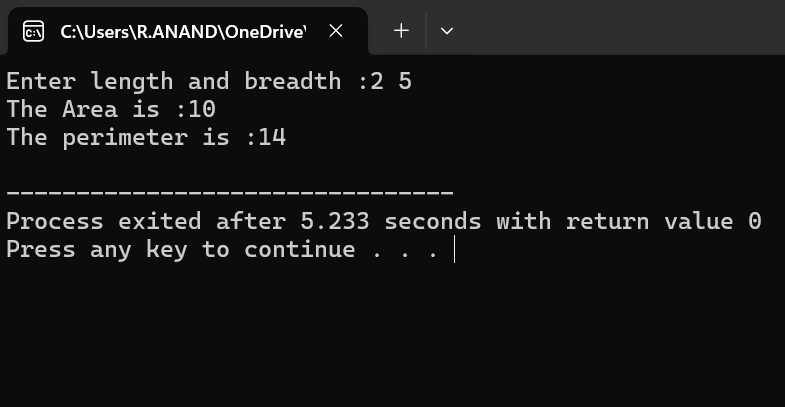 C:\Users\R.ANAND\OneDrive\
Enter length and breadth :2 5
The Area is :10
The perimeter is :14
--------------------------------
Process exited after 5.233 seconds with return value 0
Press any key to continue . . .